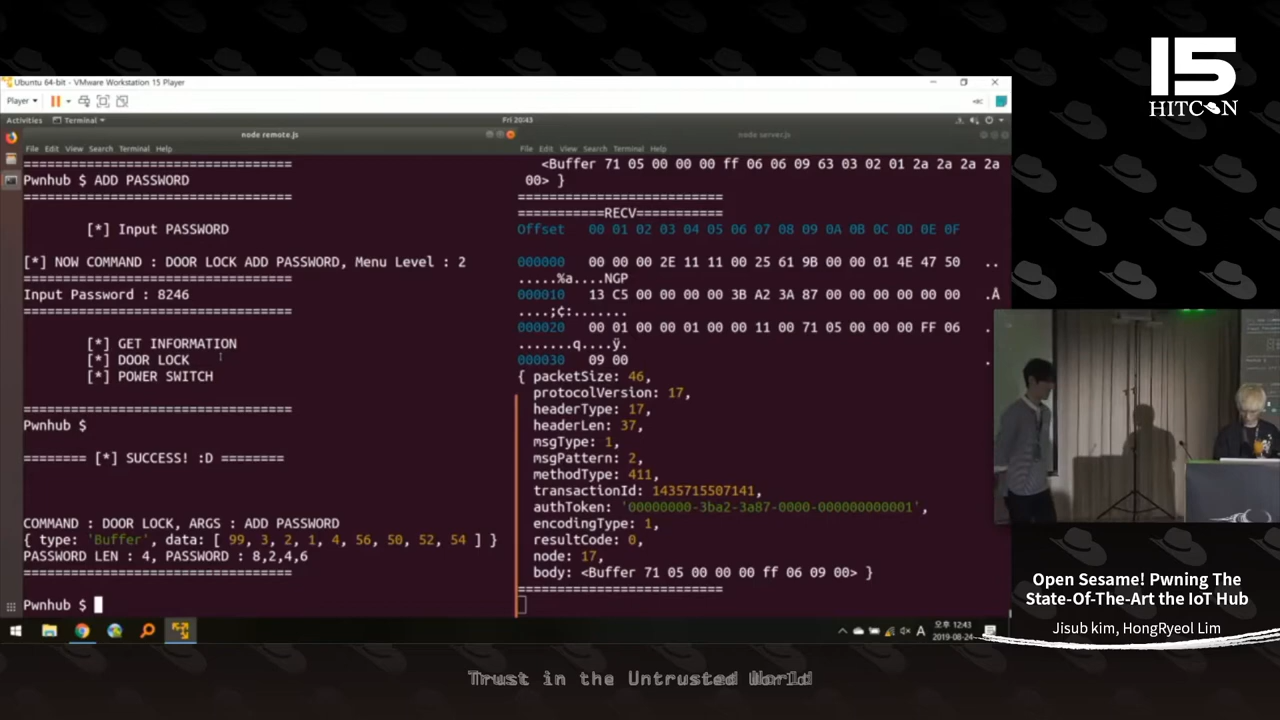 15
HITCON
Ubuntu 64-bit - VMware Workstation 15 Player
Player
Activities
Terminal
Fri 20:43
node remote.js
node server.js
File Edit View Search Terminal Help
File Edit View Search Terminal Help
=================================
Pwnhub $ ADD PASSWORD
=================================
[*] Input PASSWORD
[*] NOW COMMAND : DOOR LOCK ADD PASSWORD, Menu Level : 2
=================================
Input Password : 8246
=================================
[*] GET INFORMATION
[*] DOOR LOCK
[*] POWER SWITCH
=================================
Pwnhub $
======== [*] SUCCESS! :D ========
COMMAND : DOOR LOCK, ARGS : ADD PASSWORD
{ type: 'Buffer', data: [ 99, 3, 2, 1, 4, 56, 50, 52, 54 ] }
PASSWORD LEN : 4, PASSWORD : 8,2,4,6
=================================
Pwnhub $
<Buffer 71 05 00 00 00 ff 06 06 09 63 03 02 01 2a 2a 2a 2a
00> }
=========================
===========RECV===========
Offset 00 01 02 03 04 05 06 07 08 09 0A 0B 0C 0D 0E 0F
000000 00 00 00 2E 11 11 00 25 61 9B 00 00 01 4E 47 50 ..
.....%a....NGP
000010 13 C5 00 00 00 00 3B A2 3A 87 00 00 00 00 00 00 .Å
....;¢:.......
000020 00 01 00 00 01 00 00 11 00 71 05 00 00 00 FF 06 ..
.......q....ÿ.
000030 09 00 .
{ packetSize: 46,
protocolVersion: 17,
headerType: 17,
headerLen: 37,
msgType: 1,
msgPattern: 2,
methodType: 411,
transactionId: 1435715507141,
authToken: '00000000-3ba2-3a87-0000-000000000001',
encodingType: 1,
resultCode: 0,
node: 17,
body: <Buffer 71 05 00 00 00 ff 06 09 00> }
=========================
A
오후 12:43
2019-08-24
Open Sesame! Pwning The
State-Of-The-Art the IoT Hub
Jisub kim, HongRyeol Lim
Trust in the Untrusted World